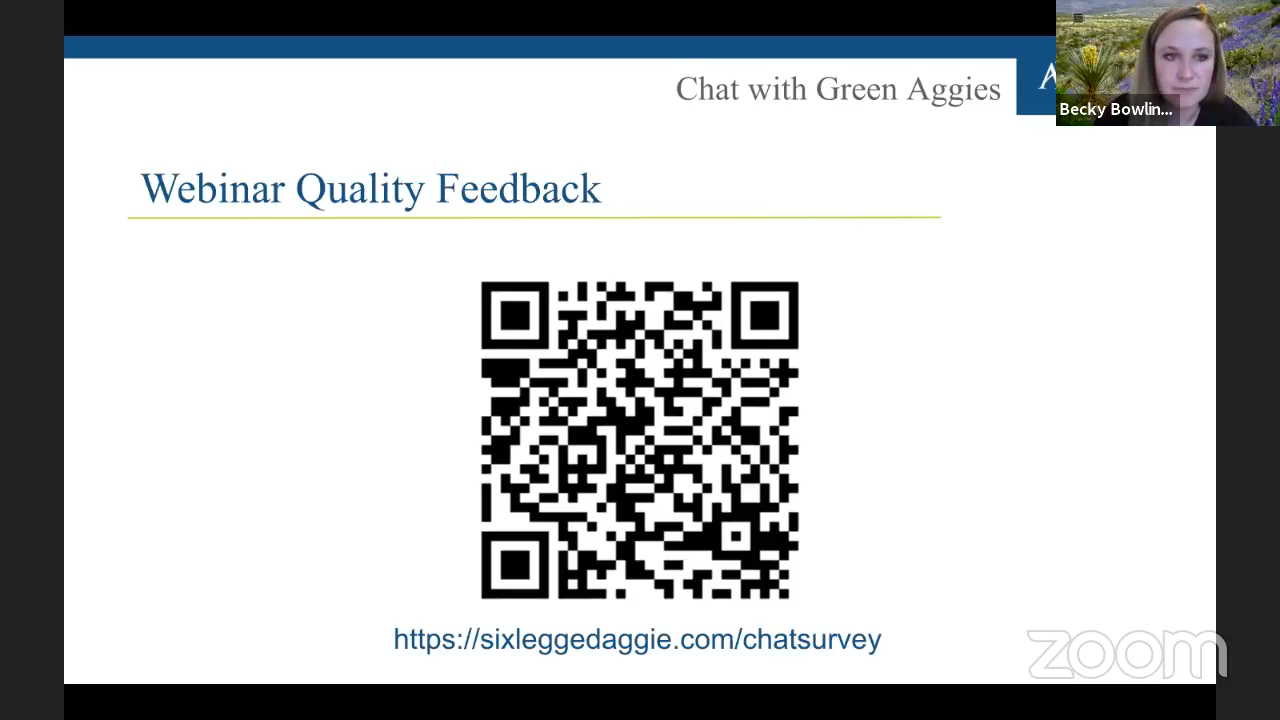 Chat with Green Aggies
A
Becky Bowlin...
Webinar Quality Feedback
https://sixleggedaggie.com/chatsurvey
zoom